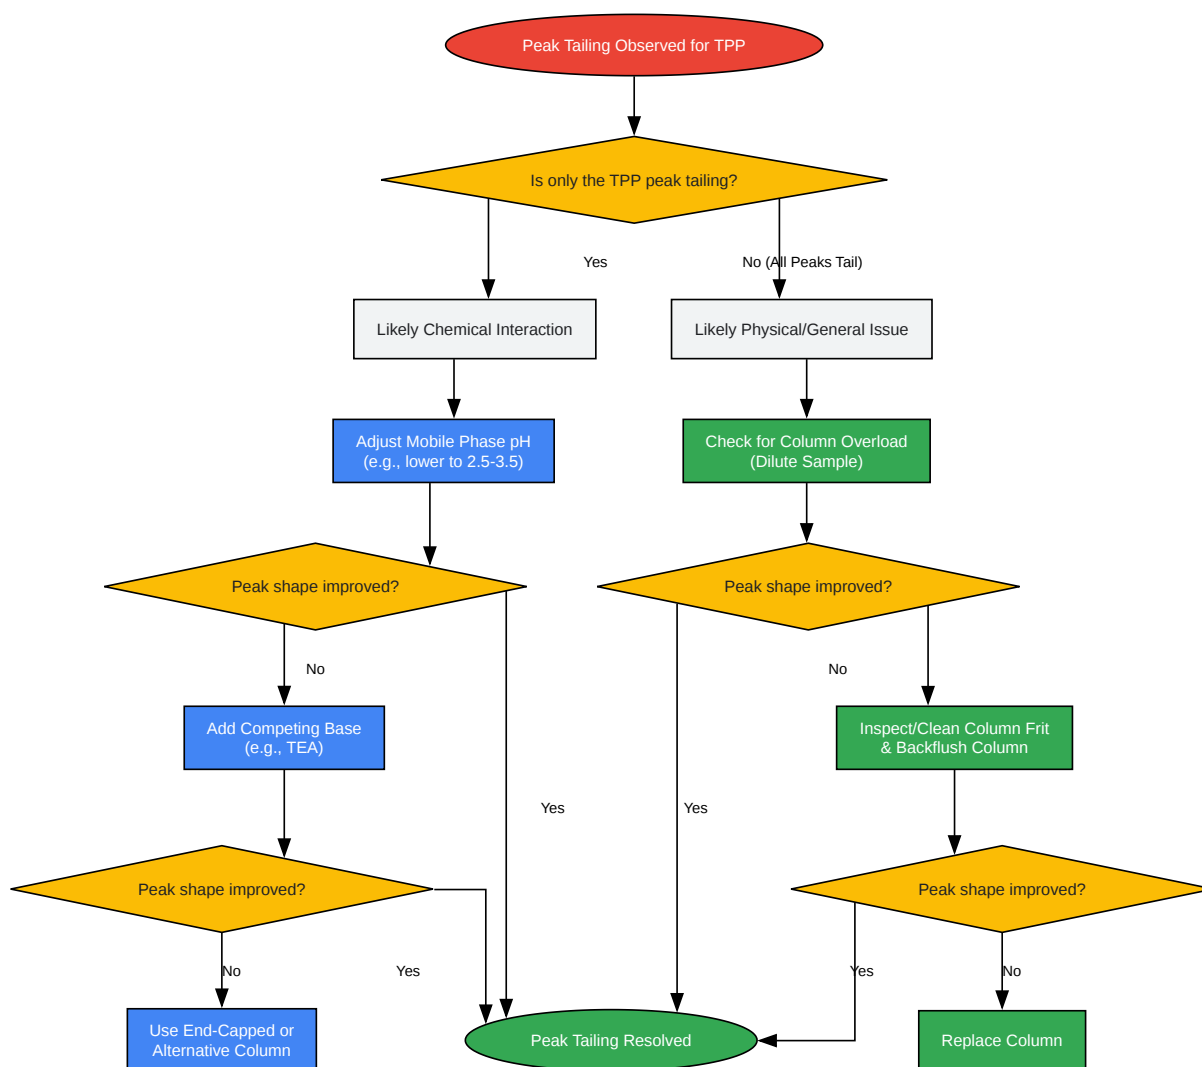 Peak Tailing Observed for TPP
Is only the TPP peak tailing?
Yes
No (All Peaks Tail)
Likely Chemical Interaction
Likely Physical/General Issue
Adjust Mobile Phase pH
(e.g., lower to 2.5-3.5)
Check for Column Overload
(Dilute Sample)
Peak shape improved?
Peak shape improved?
No
No
Add Competing Base
(e.g., TEA)
Inspect/Clean Column Frit
& Backflush Column
Yes
Yes
Peak shape improved?
Peak shape improved?
No
Yes
Yes
No
Use End-Capped or
Alternative Column
Peak Tailing Resolved
Replace Column